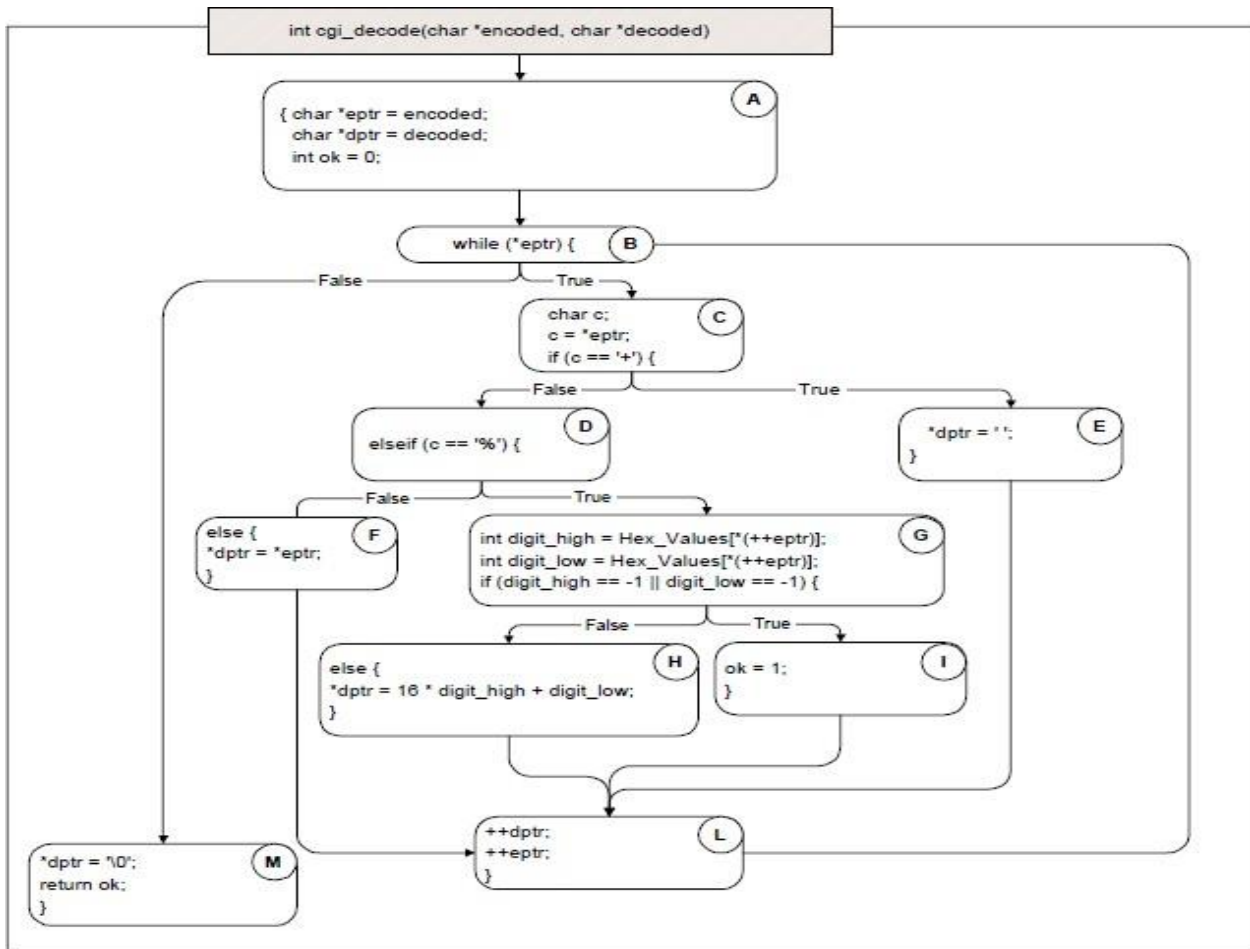 int cgi_decode(char *encoded, char *decoded)
A
{ char *eptr = encoded;
char *dptr = decoded;
int ok = 0;
while (*eptr) {
B
False
True
char c;
c = *eptr;
if (c == '+') {
C
False
True
elseif (c == '%') {
D
*dptr = ' ';
}
E
False
True
else {
*dptr = *eptr;
}
F
int digit_high = Hex_Values[*(++eptr)];
int digit_low = Hex_Values[*(++eptr)];
if (digit_high == -1 || digit_low == -1) {
G
False
True
else {
*dptr = 16 * digit_high + digit_low;
}
H
ok = 1;
}
I
++dptr;
++eptr;
}
L
*dptr = '\0';
return ok;
}
M